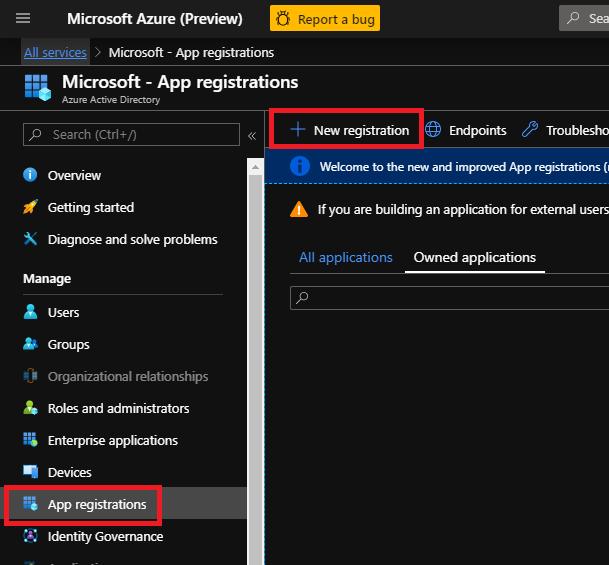 Microsoft Azure (Preview)
Report a bug
Sea
All services > Microsoft - App registrations
Microsoft - App registrations
Azure Active Directory
Search (Ctrl+/)
«
+ New registration
Endpoints
Troublesho
Welcome to the new and improved App registrations (
If you are building an application for external users
All applications
Owned applications
Overview
Getting started
Diagnose and solve problems
Manage
Users
Groups
Organizational relationships
Roles and administrators
Enterprise applications
Devices
App registrations
Identity Governance